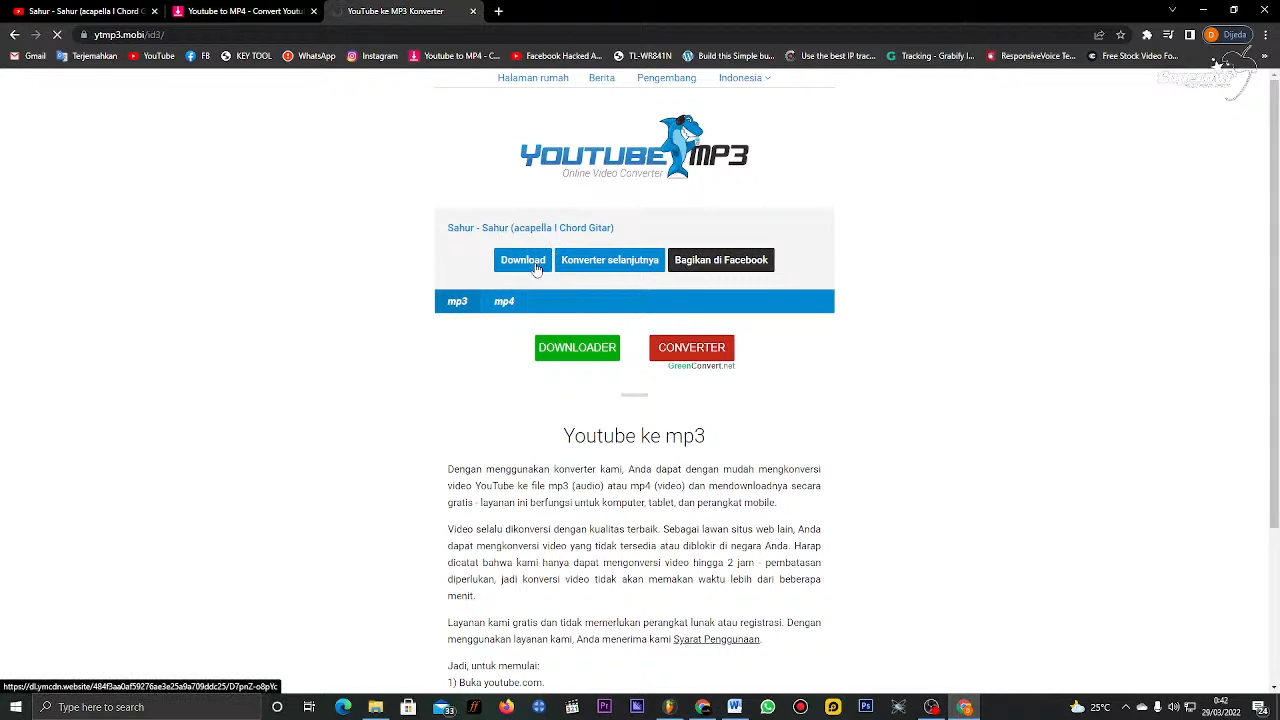 Sahur - Sahur (acapella I Chord G
Youtube to MP4 - Convert Youtu
YouTube ke MP3 Konverter
ytmp3.mobi/id3/
Dijeda
Gmail
Terjemahkan
YouTube
FB
KEY TOOL
WhatsApp
Instagram
Youtube to MP4 - C...
Facebook Hacked A...
TL-WR841N
Build this Simple bu...
Best use the IP trac...
Tracking - Grabify I...
ResponsiveVoice Te...
Free Stock Video Fo...
Halaman rumah
Berita
Pengembang
Indonesia
YOUTUBE MP3
Online Video Converter
Sahur - Sahur (acapella I Chord Gitar)
Download
Konverter selanjutnya
Bagikan di Facebook
mp3
mp4
DOWNLOADER
CONVERTER
GreenConvert.net
Youtube ke mp3
Dengan menggunakan konverter kami, Anda dapat dengan mudah mengkonversi
video YouTube ke file mp3 (audio) atau mp4 (video) dan mendownloadnya secara
gratis - layanan ini berfungsi untuk komputer, tablet, dan perangkat mobile.
Video selalu dikonversi dengan kualitas terbaik. Sebagai lawan situs web lain, Anda
dapat mengkonversi video yang tidak tersedia atau diblokir di negara Anda. Harap
dicatat bahwa kami hanya dapat mengonversi video hingga 2 jam - pembatasan
diperlukan, jadi konversi video tidak akan memakan waktu lebih dari beberapa
menit.
Layanan kami gratis dan tidak memerlukan perangkat lunak atau registrasi. Dengan
menggunakan layanan kami, Anda menerima kami Syarat Penggunaan.
Jadi, untuk memulai:
1) Buka youtube.com.
https://dl.ymcdn.website/484f3aa0af59276ae3e25a9a709ddc25/D7pnZ-o8pYc
Type here to search
33
23°C
0:42
29/03/2022